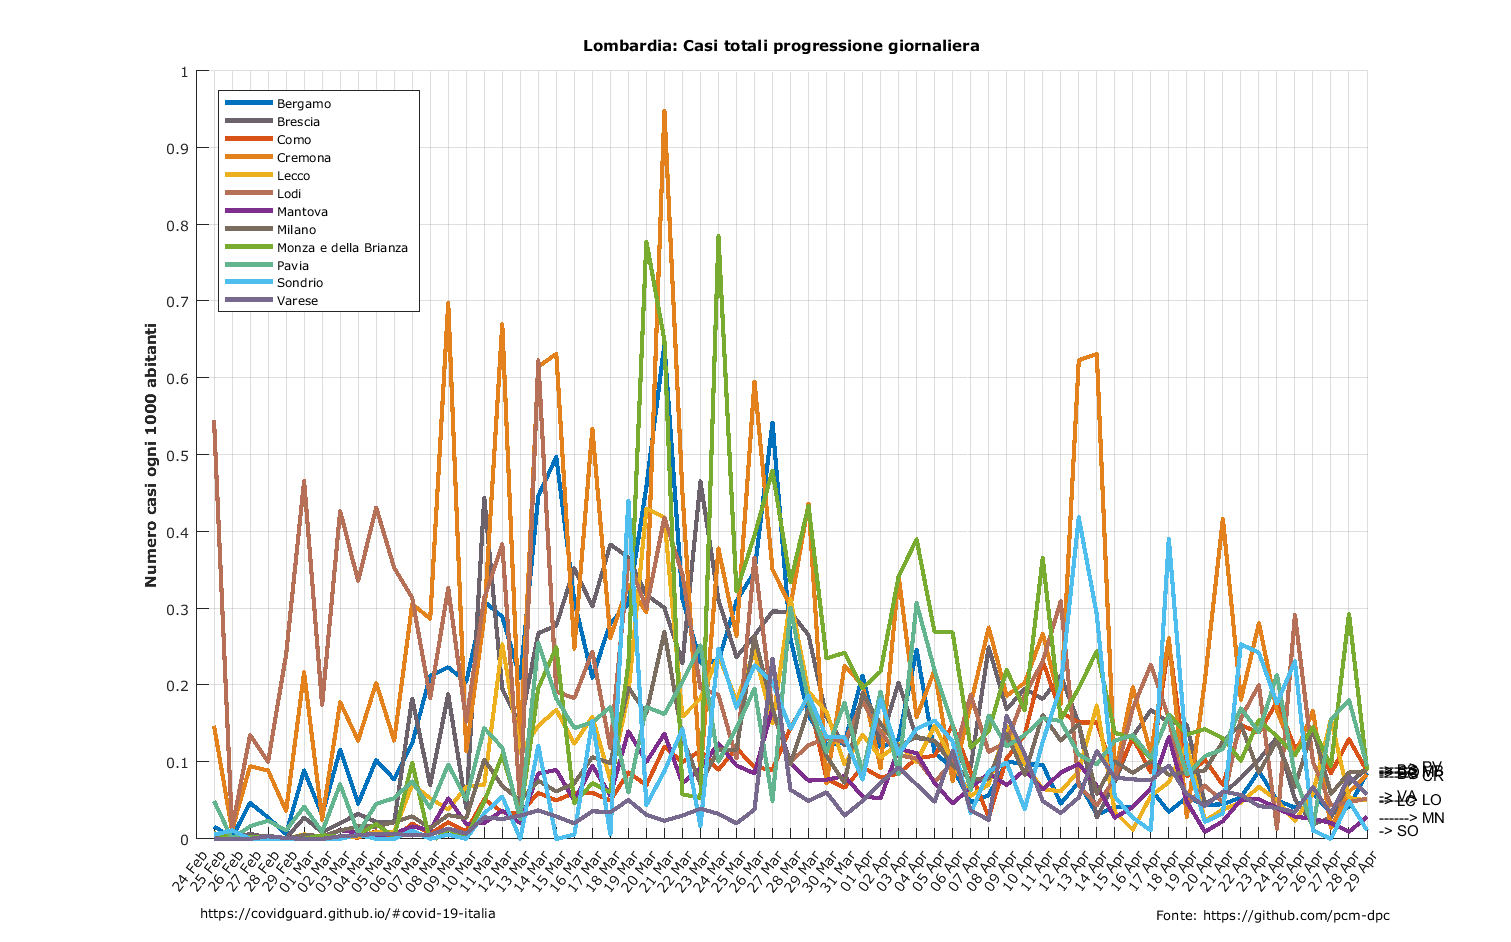 Lombardia: Casi totali progressione giornaliera
Numero casi ogni 1000 abitanti
1
0.9
0.8
0.7
0.6
0.5
0.4
0.3
0.2
0.1
0
Bergamo
Brescia
Como
Cremona
Lecco
Lodi
Mantova
Milano
Monza e della Brianza
Pavia
Sondrio
Varese
-> VA
LO
------> MN
-> SO
24 Feb
25 Feb
26 Feb
27 Feb
28 Feb
29 Feb
01 Mar
02 Mar
03 Mar
04 Mar
05 Mar
06 Mar
07 Mar
08 Mar
09 Mar
10 Mar
11 Mar
12 Mar
13 Mar
14 Mar
15 Mar
16 Mar
17 Mar
18 Mar
19 Mar
20 Mar
21 Mar
22 Mar
23 Mar
24 Mar
25 Mar
26 Mar
27 Mar
28 Mar
29 Mar
30 Mar
31 Mar
01 Apr
02 Apr
03 Apr
04 Apr
05 Apr
06 Apr
07 Apr
08 Apr
09 Apr
10 Apr
11 Apr
12 Apr
13 Apr
14 Apr
15 Apr
16 Apr
17 Apr
18 Apr
19 Apr
20 Apr
21 Apr
22 Apr
23 Apr
24 Apr
25 Apr
26 Apr
27 Apr
28 Apr
29 Apr
https://covidguard.github.io/#covid-19-italia
Fonte: https://github.com/pcm-dpc